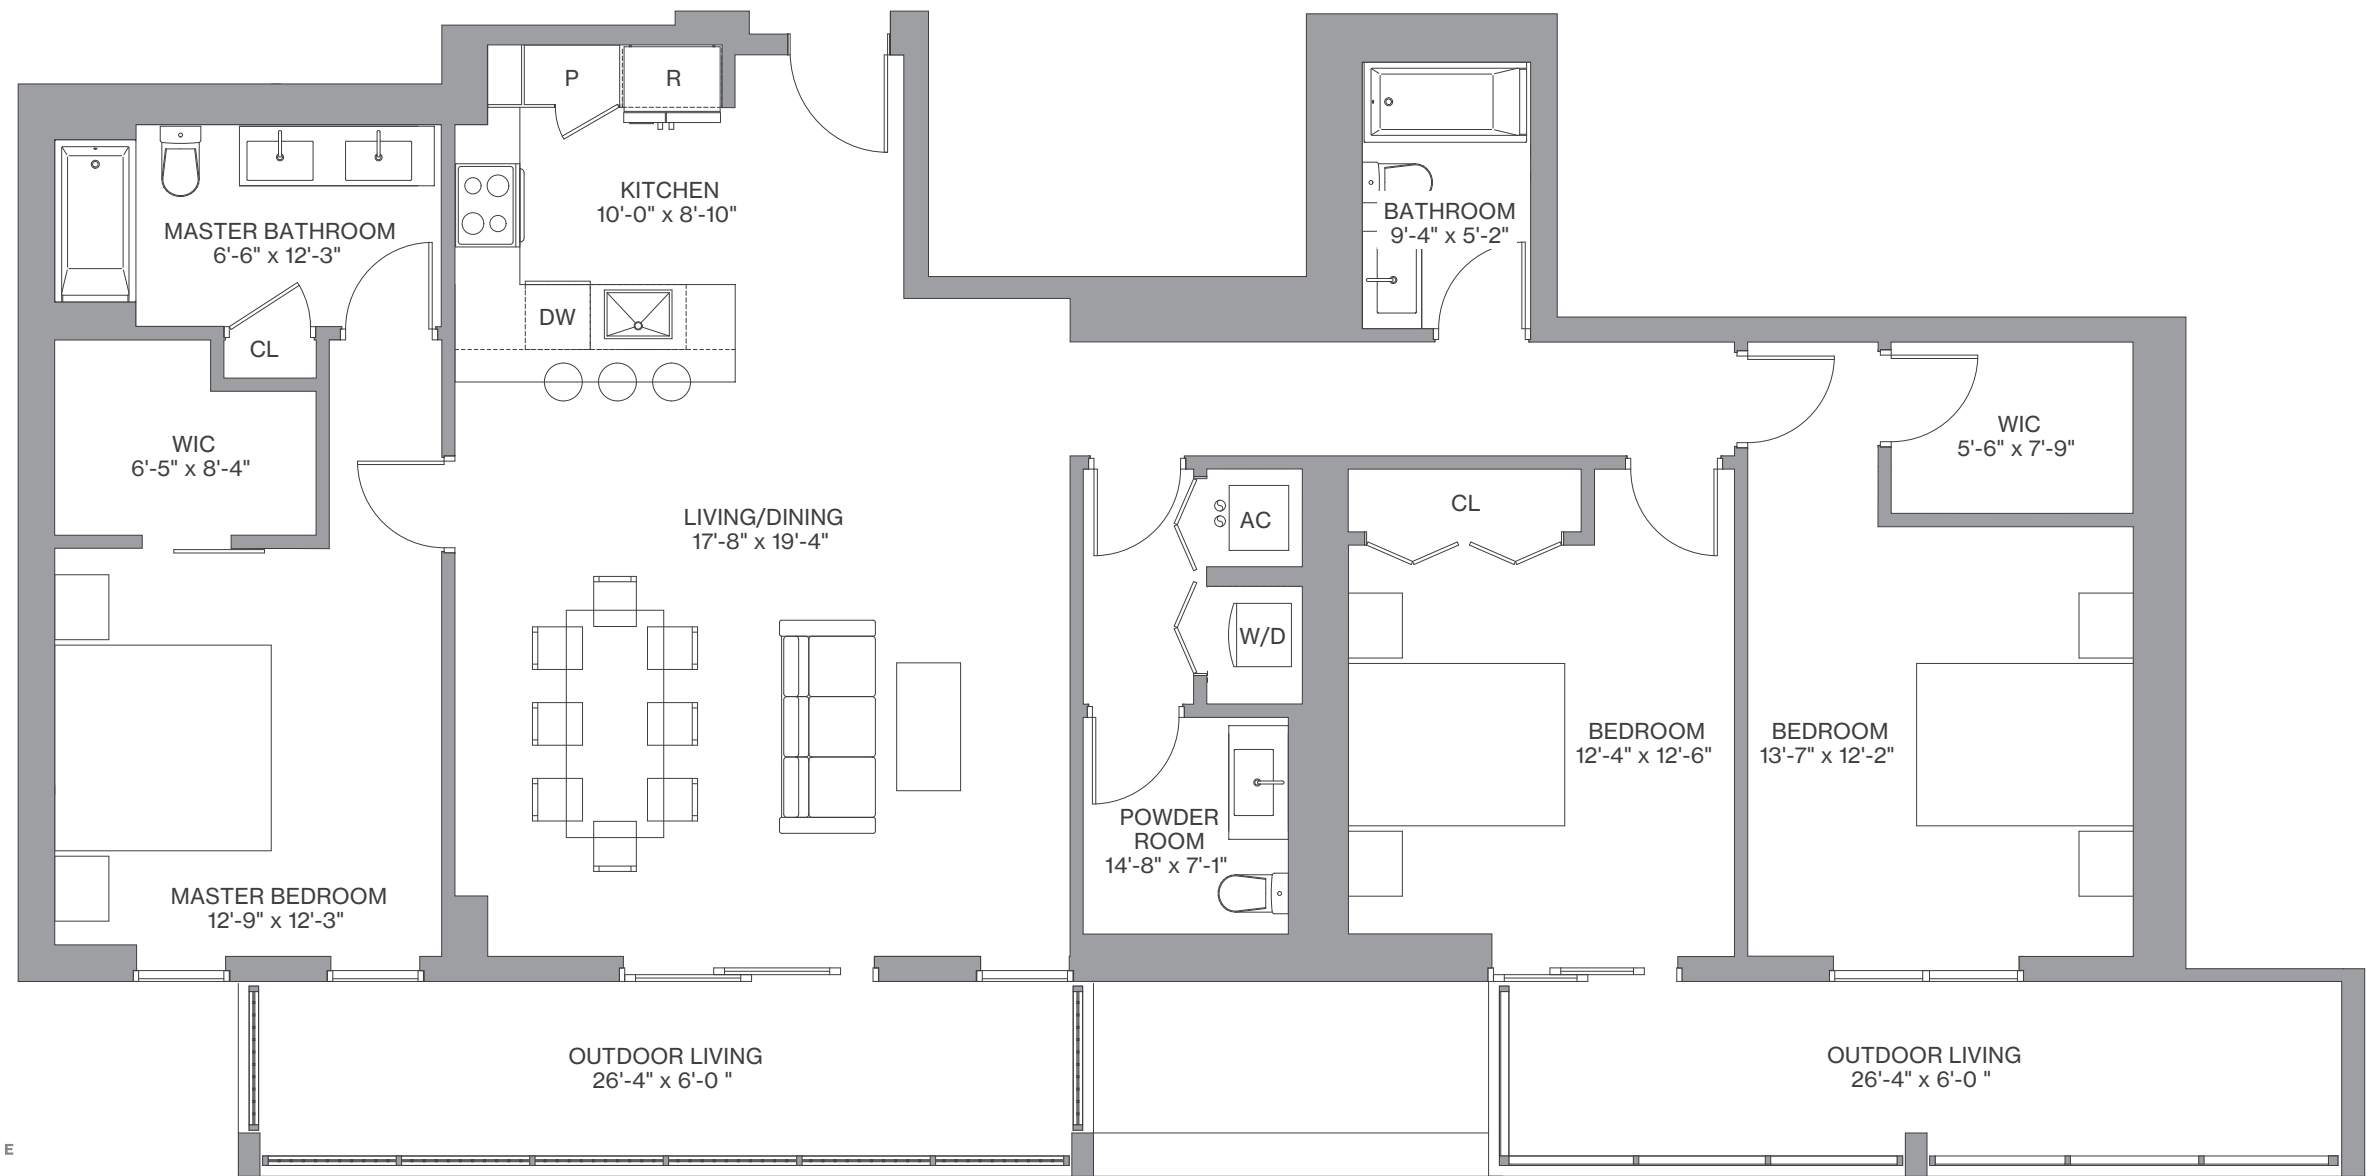 P
R
KITCHEN
10'-0" x 8'-10"
MASTER BATHROOM
6'-6" x 12'-3"
BATHROOM
9'-4" x 5'-2"
DW
CL
WIC
6'-5" x 8'-4"
WIC
5'-6" x 7'-9"
LIVING/DINING
17'-8" x 19'-4"
AC
CL
W/D
BEDROOM
12'-4" x 12'-6"
BEDROOM
13'-7" x 12'-2"
POWDER
ROOM
14'-8" x 7'-1"
MASTER BEDROOM
12'-9" x 12'-3"
OUTDOOR LIVING
26'-4" x 6'-0 "
OUTDOOR LIVING
26'-4" x 6'-0 "
E